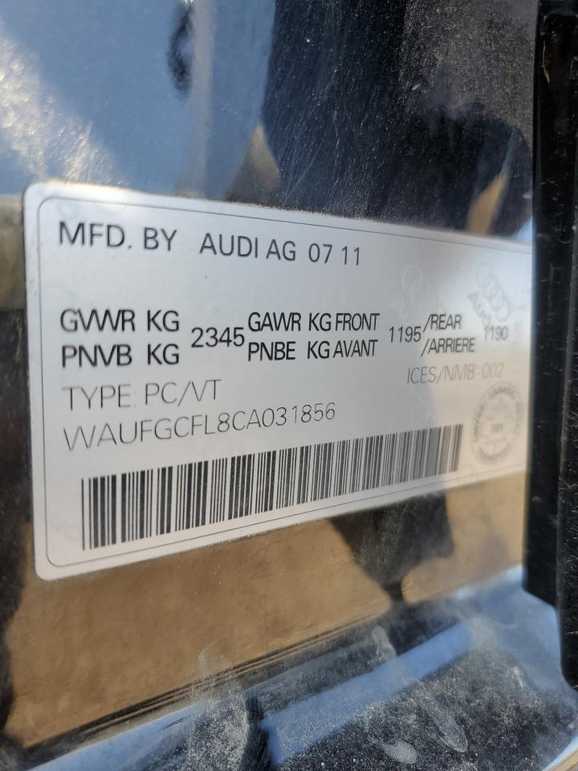 MFD. BY AUDI AG 07 11
GVWR KG 2345 GAWR KG FRONT 1195 /REAR 1190
PNVB KG PNBE KG AVANT /ARRIERE
TYPE PC/VT ICES/NMB-002
WAUFGCFL8CA031856